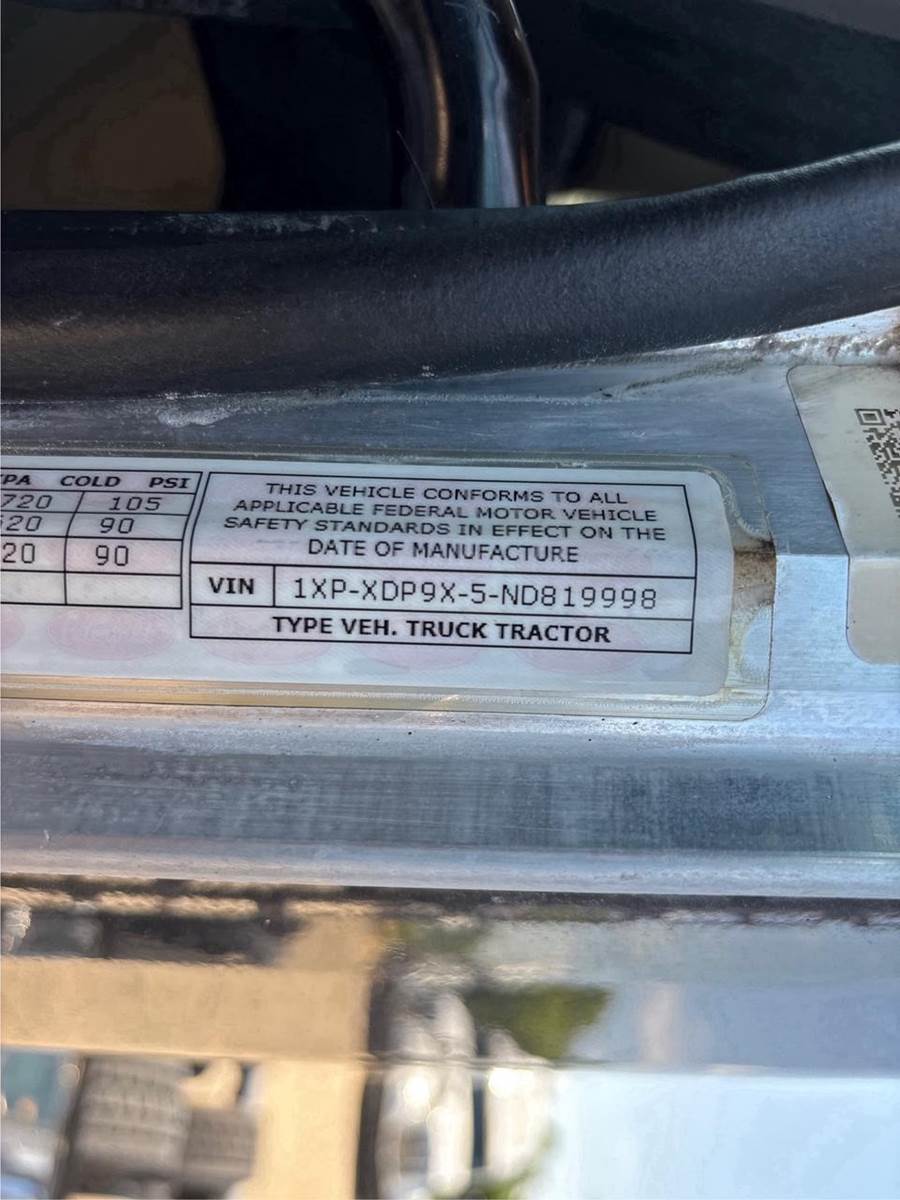 PA COLD PSI
720 105
620 90
20 90
THIS VEHICLE CONFORMS TO ALL
APPLICABLE FEDERAL MOTOR VEHICLE
SAFETY STANDARDS IN EFFECT ON THE
DATE OF MANUFACTURE
VIN 1XP-XDP9X-5-ND819998
TYPE VEH. TRUCK TRACTOR